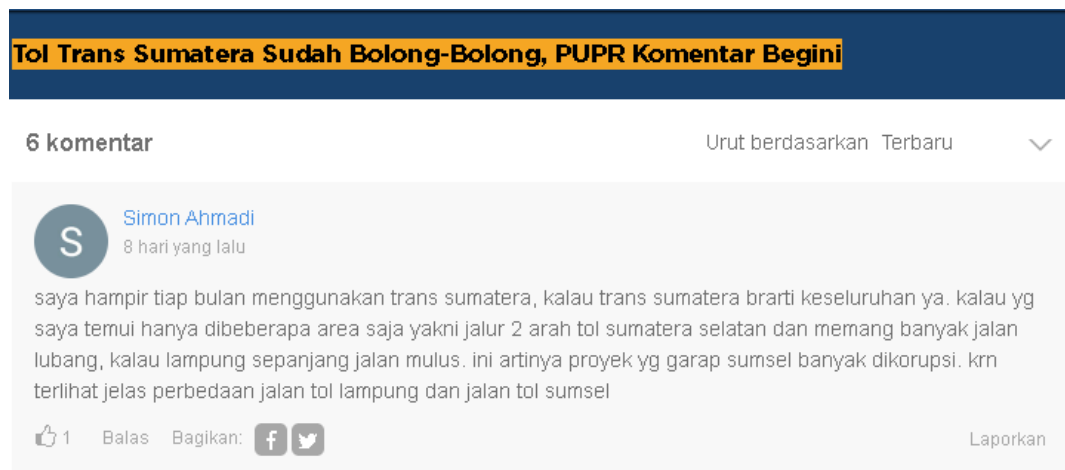 Tol Trans Sumatera Sudah Bolong-Bolong, PUPR Komentar Begini
6 komentar
Urut berdasarkan Terbaru
S
Simon Ahmadi
8 hari yang lalu
saya hampir tiap bulan menggunakan trans sumatera, kalau trans sumatera brarti keseluruhan ya. kalau yg
saya temui hanya dibeberapa area saja yakni jalur 2 arah tol sumatera selatan dan memang banyak jalan
lubang, kalau lampung sepanjang jalan mulus. ini artinya proyek yg garap sumsel banyak dikorupsi. krn
terlihat jelas perbedaan jalan tol lampung dan jalan tol sumsel
1 Balas Bagikan: f Laporkan